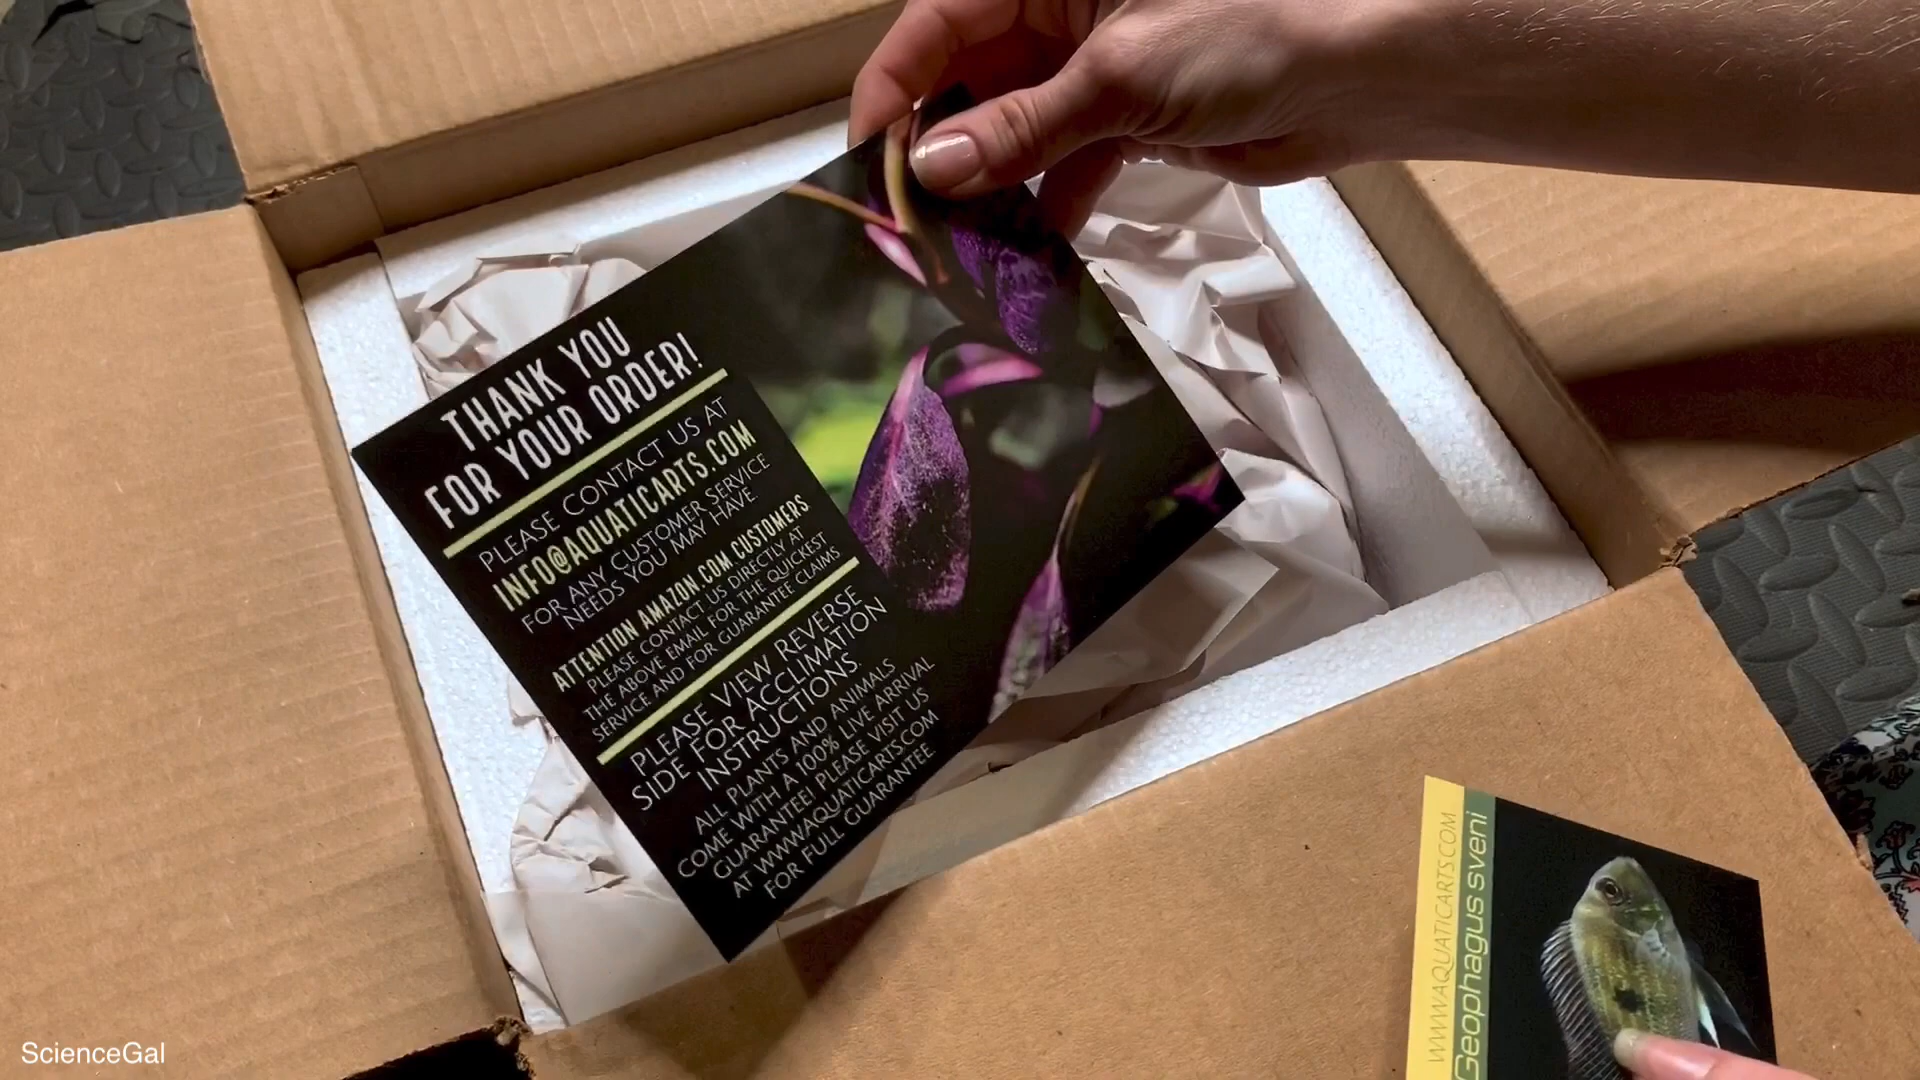 THANK YOU
FOR YOUR ORDER!
PLEASE CONTACT US AT
INFO@AQUATICARTS.COM
FOR ANY CUSTOMER SERVICE
NEEDS YOU MAY HAVE
ATTENTION AMAZON.COM CUSTOMERS
PLEASE CONTACT US DIRECTLY AT
THE ABOVE EMAIL FOR THE QUICKEST
SERVICE AND FOR GUARANTEE CLAIMS
PLEASE VIEW REVERSE
SIDE FOR ACCLIMATION
INSTRUCTIONS.
ALL PLANTS AND ANIMALS
COME WITH A 100% LIVE ARRIVAL
GUARANTEE! PLEASE VISIT US
AT WWW.AQUATICARTS.COM
FOR FULL GUARANTEE
WWW.AQUATICARTS.COM
Geophagus sveni
ScienceGal